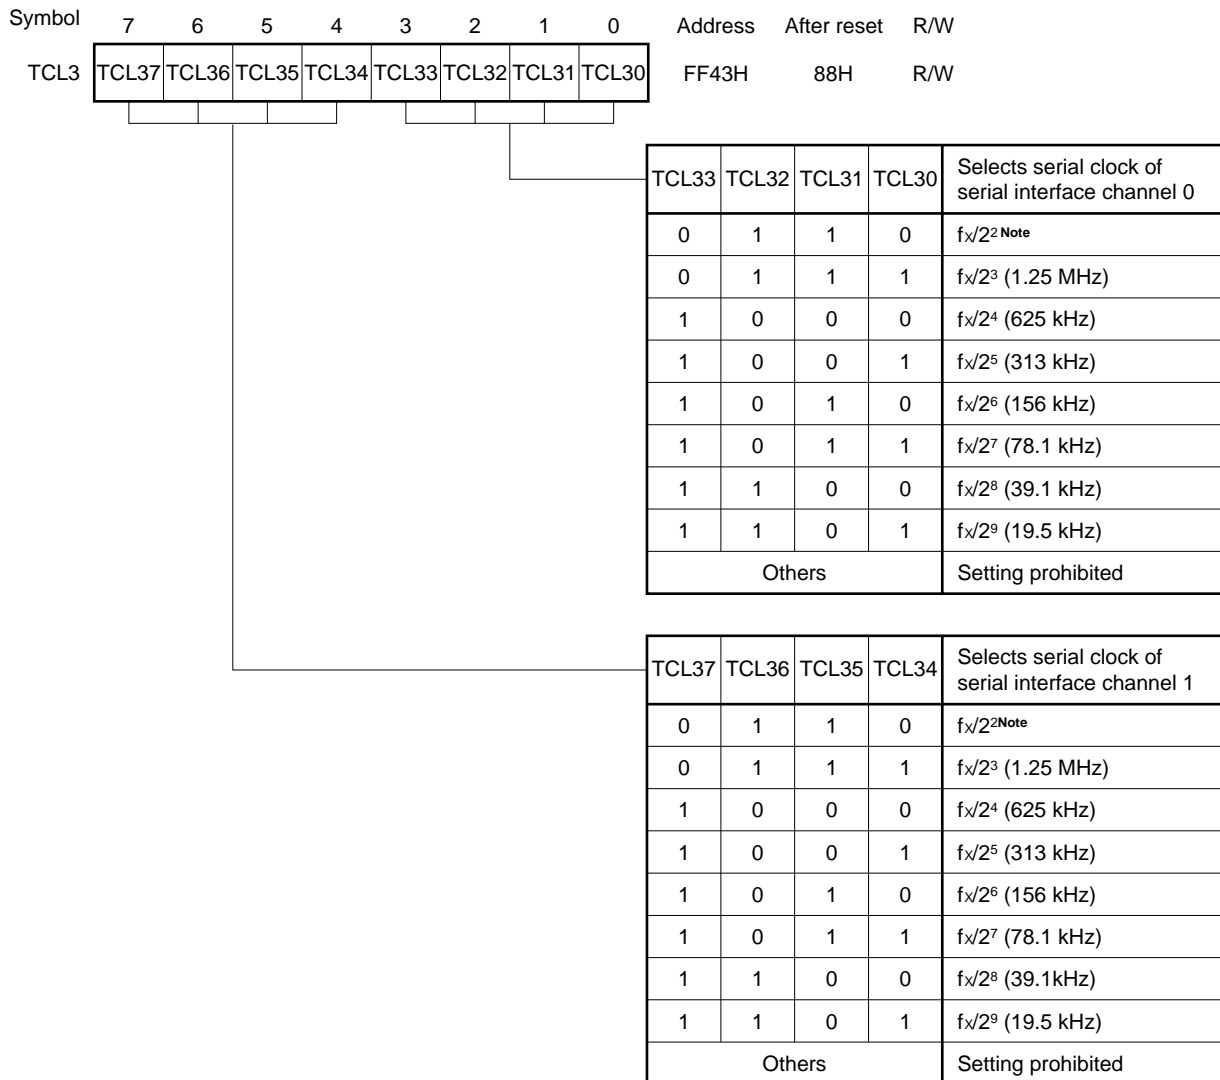 Symbol 7 6 5 4 3 2 1 0 Address After reset R/W
TCL3 TCL37 TCL36 TCL35 TCL34 TCL33 TCL32 TCL31 TCL30 FF43H 88H R/W
TCL33 TCL32 TCL31 TCL30 Selects serial clock of
serial interface channel 0
0 1 1 0 fx/2² Note
0 1 1 1 fx/2³ (1.25 MHz)
1 0 0 0 fx/2⁴ (625 kHz)
1 0 0 1 fx/2⁵ (313 kHz)
1 0 1 0 fx/2⁶ (156 kHz)
1 0 1 1 fx/2⁷ (78.1 kHz)
1 1 0 0 fx/2⁸ (39.1 kHz)
1 1 0 1 fx/2⁹ (19.5 kHz)
Others Setting prohibited
TCL37 TCL36 TCL35 TCL34 Selects serial clock of
serial interface channel 1
0 1 1 0 fx/2²Note
0 1 1 1 fx/2³ (1.25 MHz)
1 0 0 0 fx/2⁴ (625 kHz)
1 0 0 1 fx/2⁵ (313 kHz)
1 0 1 0 fx/2⁶ (156 kHz)
1 0 1 1 fx/2⁷ (78.1 kHz)
1 1 0 0 fx/2⁸ (39.1kHz)
1 1 0 1 fx/2⁹ (19.5 kHz)
Others Setting prohibited